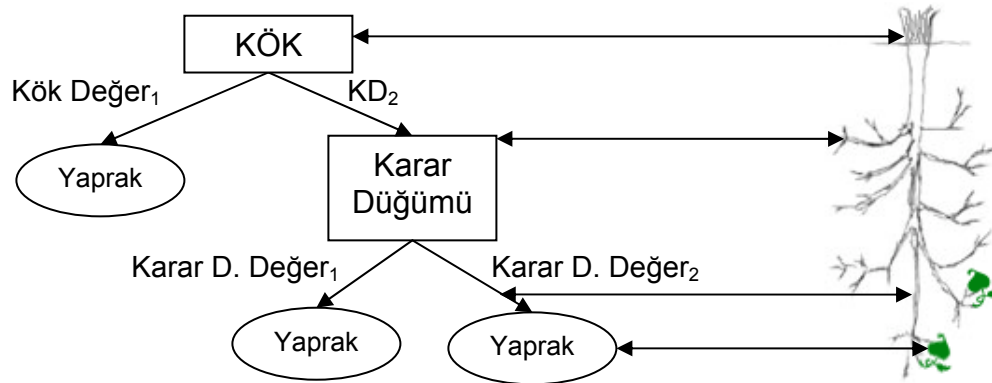 KÖK
Kök Değer₁
KD₂
Yaprak
Karar
Düğümü
Karar D. Değer₁
Karar D. Değer₂
Yaprak
Yaprak